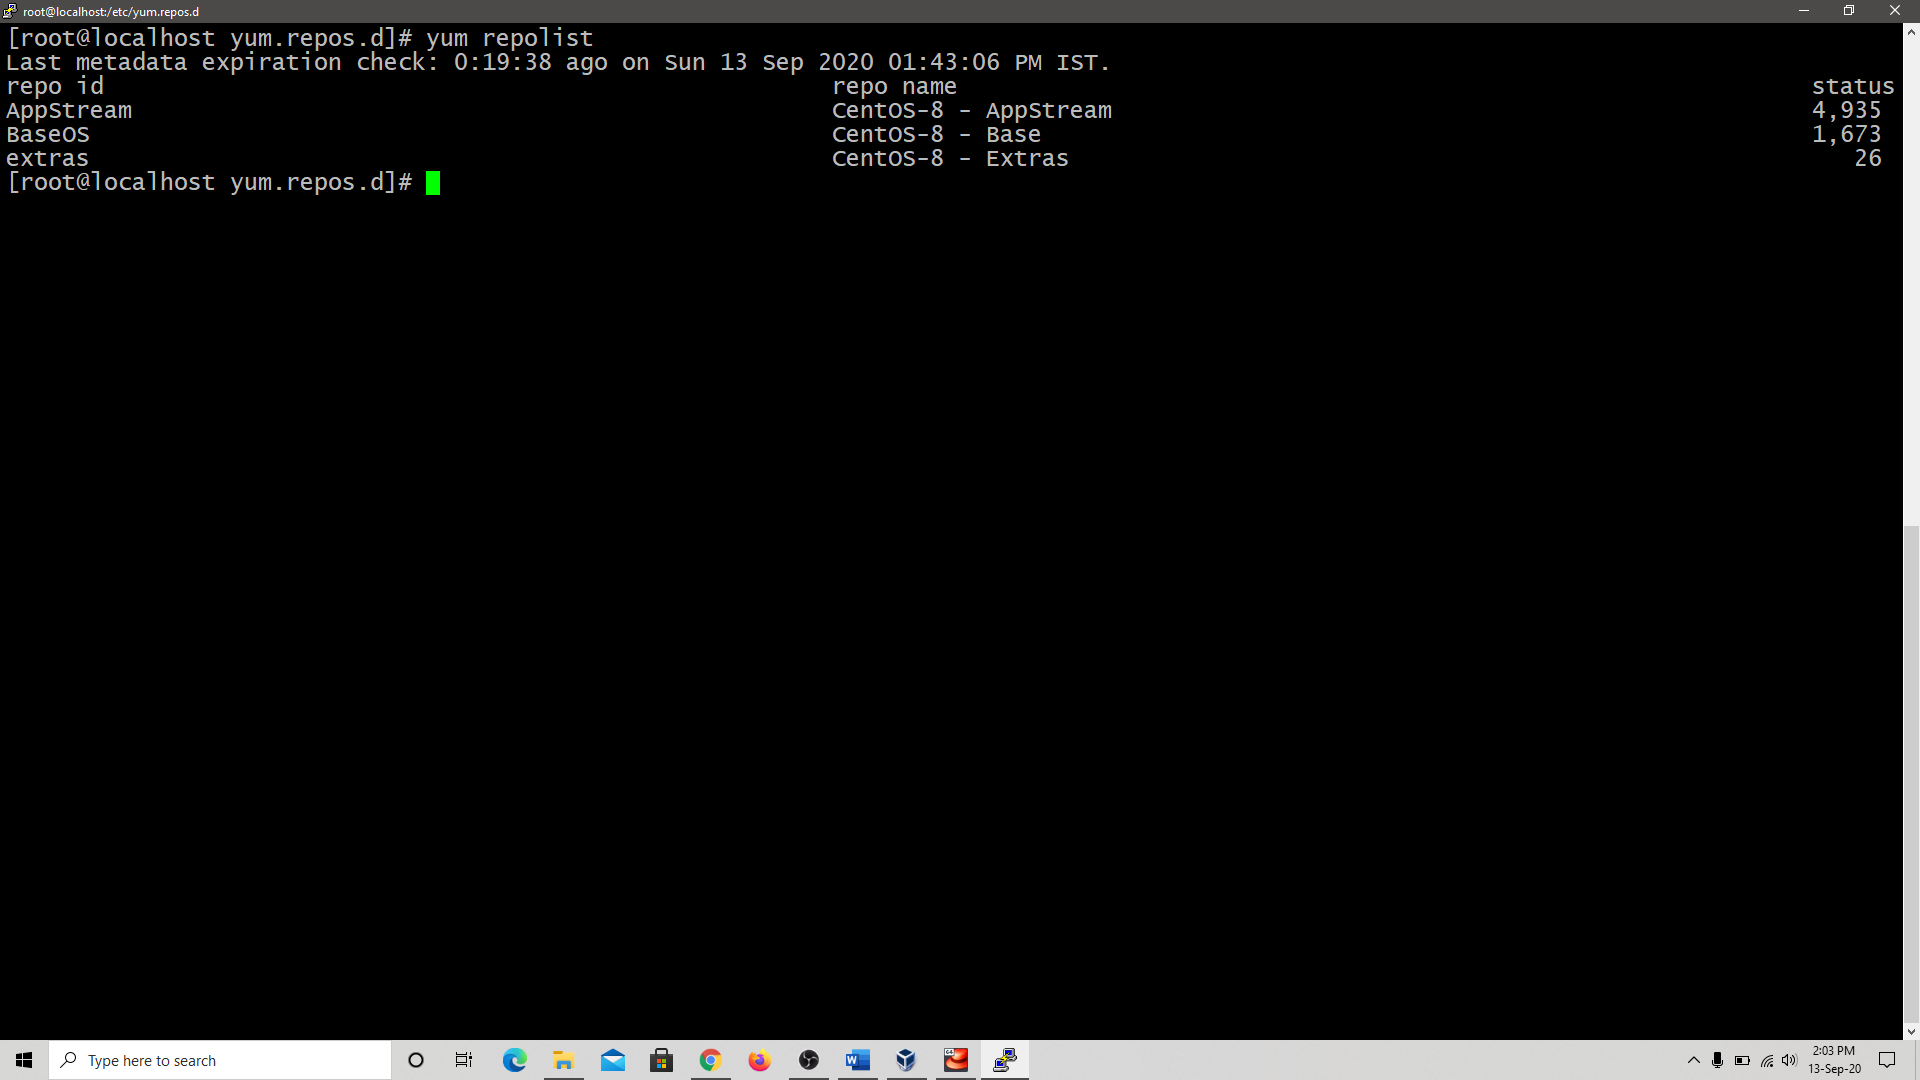 root@localhost:/etc/yum.repos.d
[root@localhost yum.repos.d]# yum repolist
Last metadata expiration check: 0:19:38 ago on Sun 13 Sep 2020 01:43:06 PM IST.
repo id repo name status
AppStream CentOS-8 - AppStream 4,935
BaseOS CentOS-8 - Base 1,673
extras CentOS-8 - Extras 26
[root@localhost yum.repos.d]#
Type here to search
2:03 PM
13-Sep-20